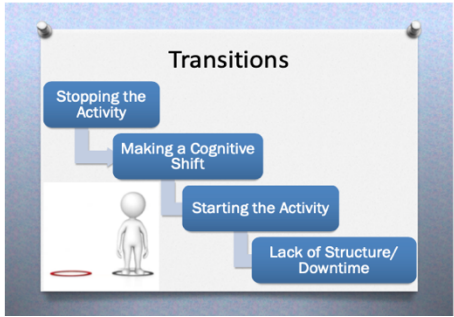 Transitions
Stopping the
Activity
Making a Cognitive
Shift
Starting the Activity
Lack of Structure/
Downtime